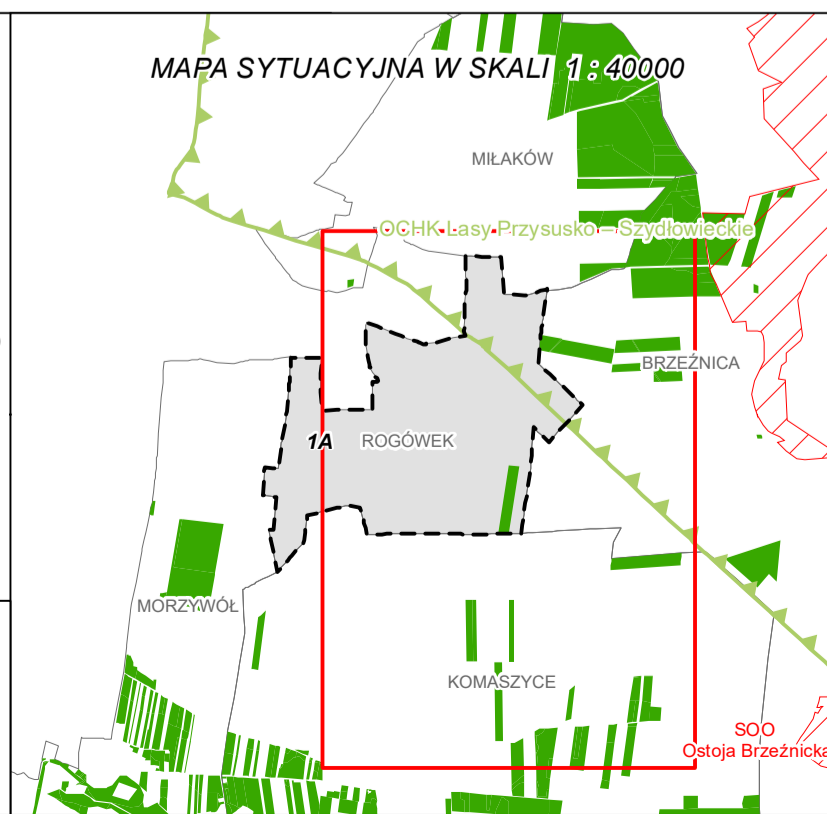 MAPA SYTUACYJNA W SKALI 1 : 40000
MIŁAKÓW
OCHK Lasy Przysusko – Szydłowieckie
BRZEŹNICA
1A
ROGÓWEK
MORZYWÓŁ
KOMASZYCE
SOO
Ostoja Brzeźnicka